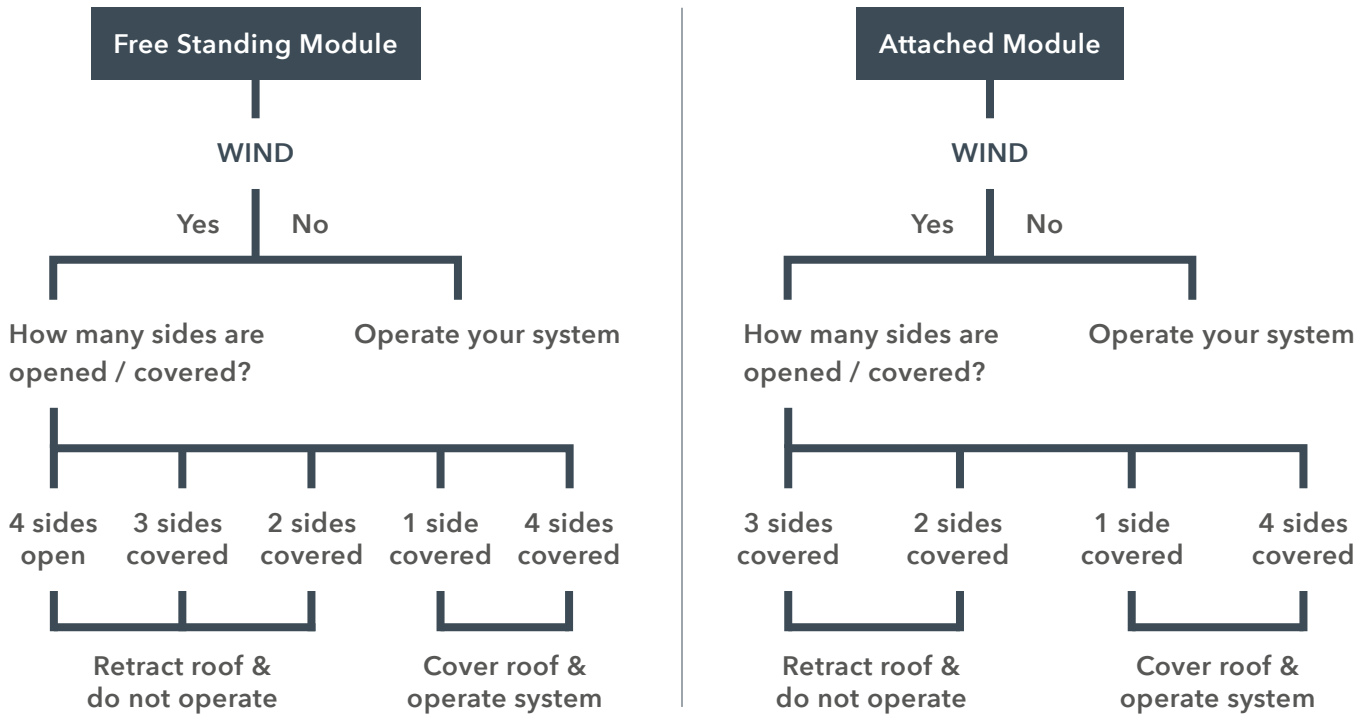 Free Standing Module
WIND
Yes
No
How many sides are
opened / covered?
Operate your system
4 sides
open
3 sides
covered
2 sides
covered
1 side
covered
4 sides
covered
Retract roof &
do not operate
Cover roof &
operate system
Attached Module
WIND
Yes
No
How many sides are
opened / covered?
Operate your system
3 sides
covered
2 sides
covered
1 side
covered
4 sides
covered
Retract roof &
do not operate
Cover roof &
operate system